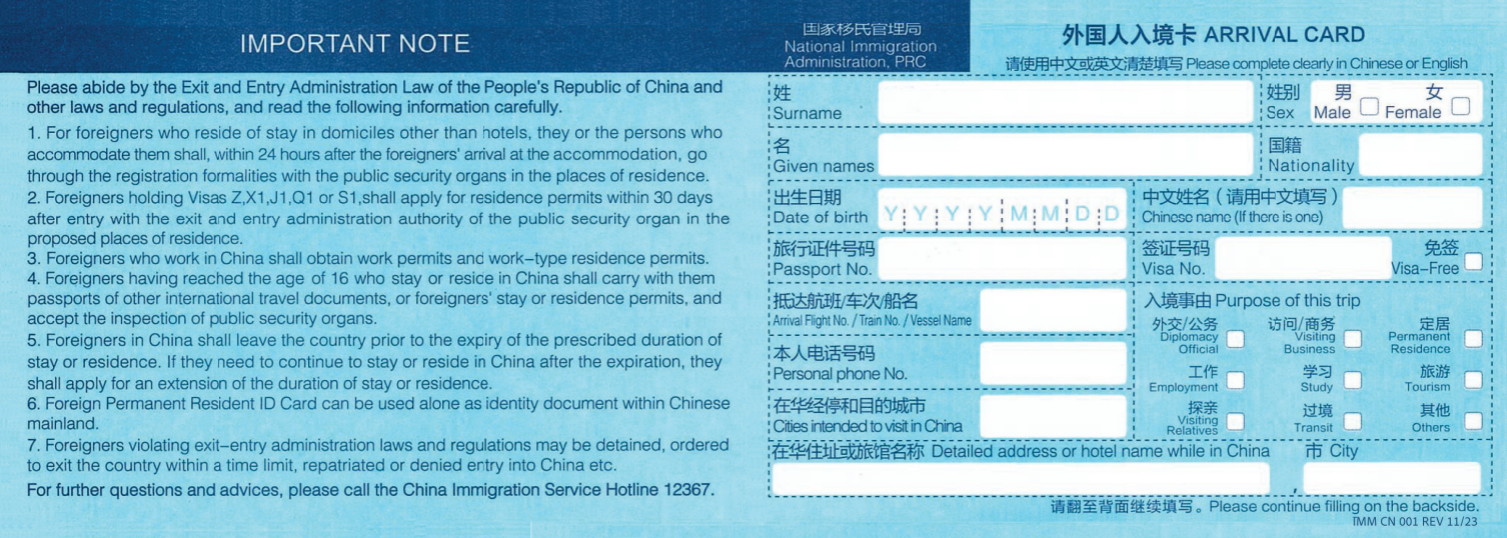 IMPORTANT NOTE
Please abide by the Exit and Entry Administration Law of the People's Republic of China and
other laws and regulations, and read the following information carefully.
1. For foreigners who reside of stay in domiciles other than hotels, they or the persons who
accommodate them shall, within 24 hours after the foreigners' arrival at the accommodation, go
through the registration formalities with the public security organs in the places of residence.
2. Foreigners holding Visas Z,X1,J1,Q1 or S1,shall apply for residence permits within 30 days
after entry with the exit and entry administration authority of the public security organ in the
proposed places of residence.
3. Foreigners who work in China shall obtain work permits and work-type residence permits.
4. Foreigners having reached the age of 16 who stay or resice in China shall carry with them
passports of other international travel documents, or foreigners' stay or residence permits, and
accept the inspection of public security organs.
5. Foreigners in China shall leave the country prior to the expiry of the prescribed duration of
stay or residence. If they need to continue to stay or reside in China after the expiration, they
shall apply for an extension of the duration of stay or residence.
6. Foreign Permanent Resident ID Card can be used alone as identity document within Chinese
mainland.
7. Foreigners violating exit-entry administration laws and regulations may be detained, ordered
to exit the country within a time limit, repatriated or denied entry into China etc.
For further questions and advices, please call the China Immigration Service Hotline 12367.
国家移民管理局
National Immigration
Administration, PRC
外国人入境卡 ARRIVAL CARD
请使用中文或英文清楚填写 Please complete clearly in Chinese or English
姓
Surname
性别 男 女
Sex Male Female
名
Given names
国籍
Nationality
出生日期
Date of birth Y Y Y Y M M D D
中文姓名（请用中文填写）
Chinese name (If there is one)
旅行证件号码
Passport No.
签证号码
Visa No.
免签
Visa-Free
抵达航班/车次/船名
Arrival Flight No. / Train No. / Vessel Name
本人电话号码
Personal phone No.
在华经停和目的城市
Cities intended to visit in China
入境事由 Purpose of this trip
外交/公务 访问/商务 定居
Diplomacy Visiting Permanent
Official Business Residence
工作 学习 旅游
Employment Study Tourism
探亲 过境 其他
Visiting
Relatives Transit Others
在华住址或旅馆名称 Detailed address or hotel name while in China 市 City
,
请翻至背面继续填写。Please continue filling on the backside.
IMM CN 001 REV 11/23